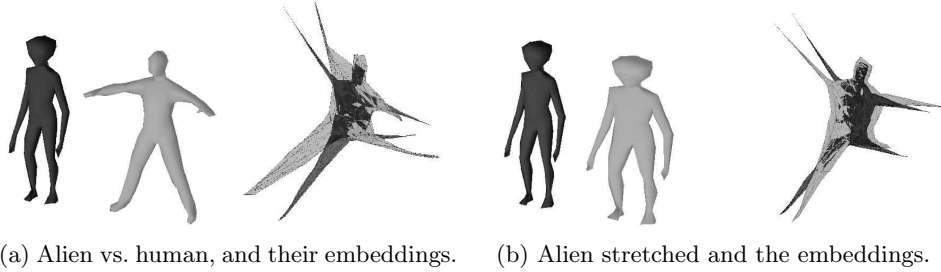 (a) Alien vs. human, and their embeddings.
(b) Alien stretched and the embeddings.